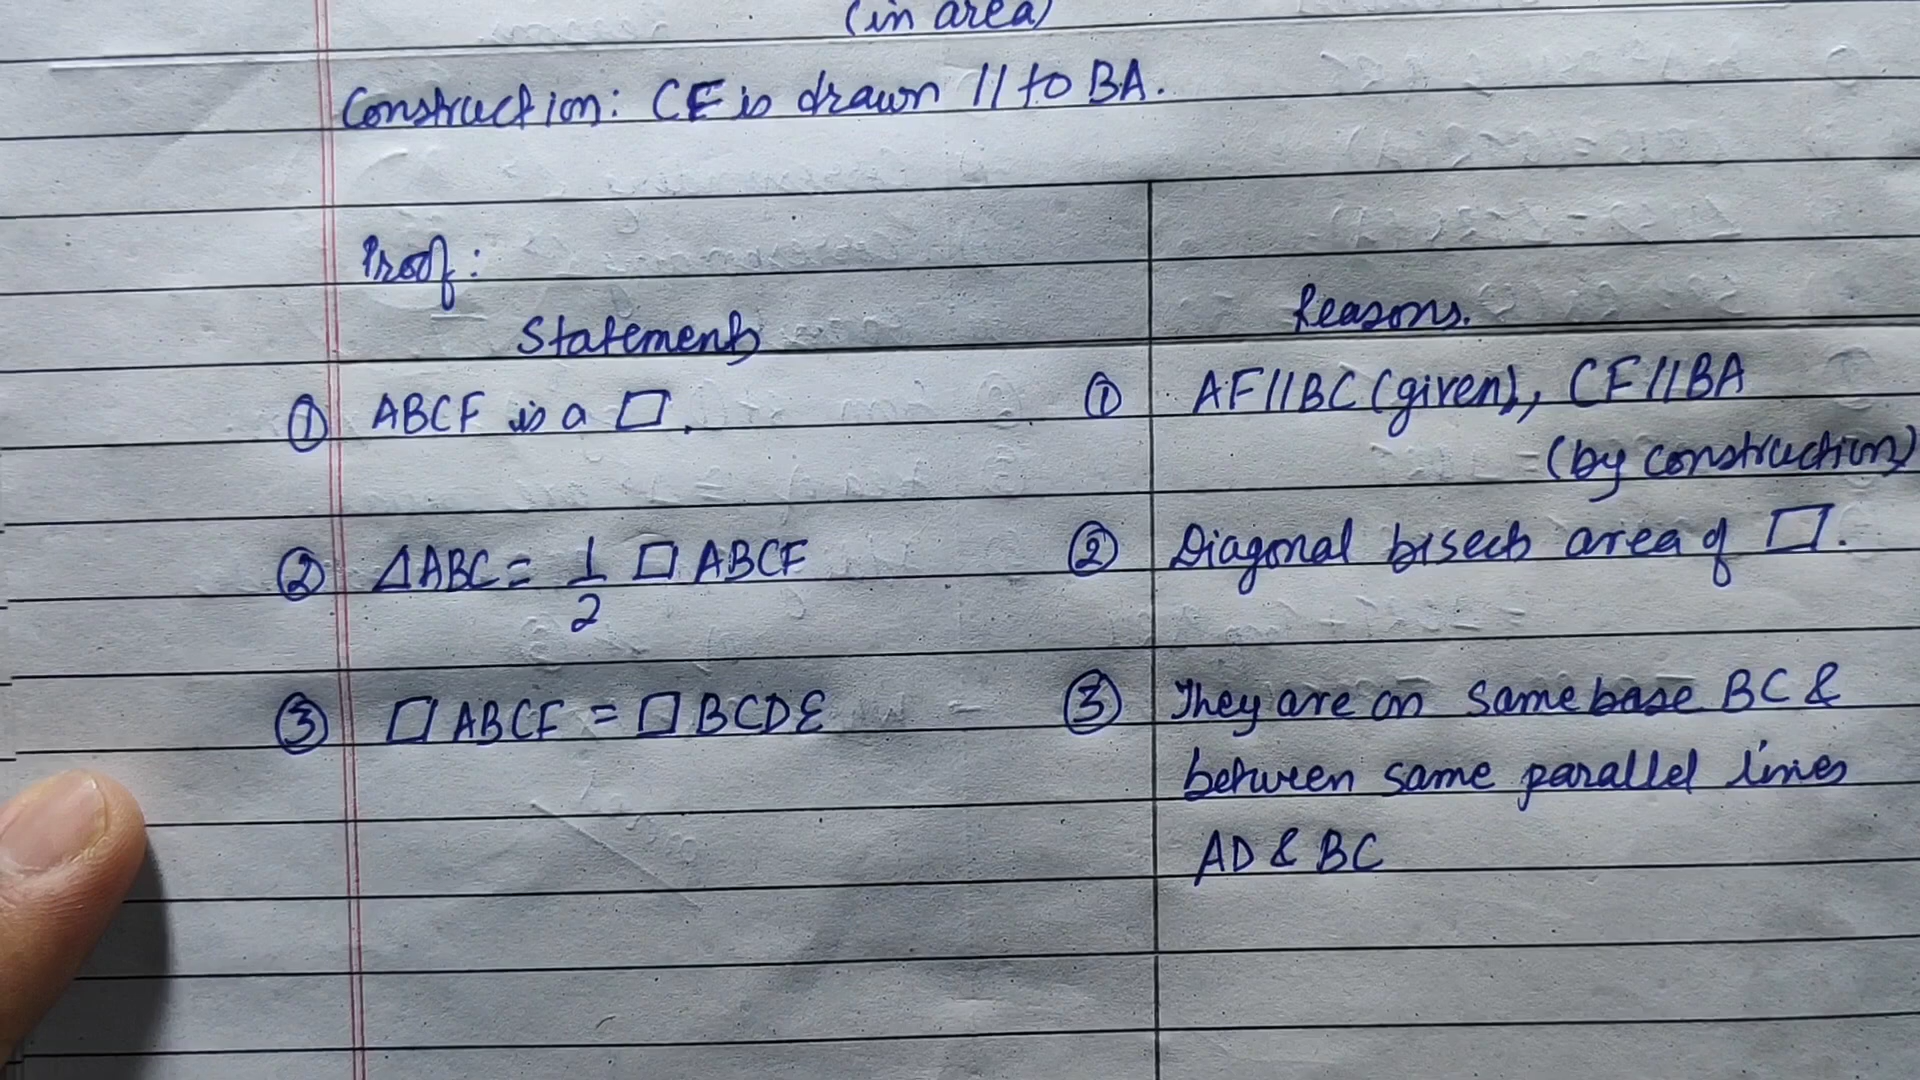 (in area)
Construction: CF is drawn // to BA.
Proof:
Statements
Reasons.
① ABCF is a ▱.
① AF//BC (given), CF//BA
(by construction)
② △ABC = 1/2 ▱ ABCF
② Diagonal bisects area of ▱.
③ ▱ ABCF = ▱ BCDE
③ They are on same base BC &
between same parallel lines
AD & BC